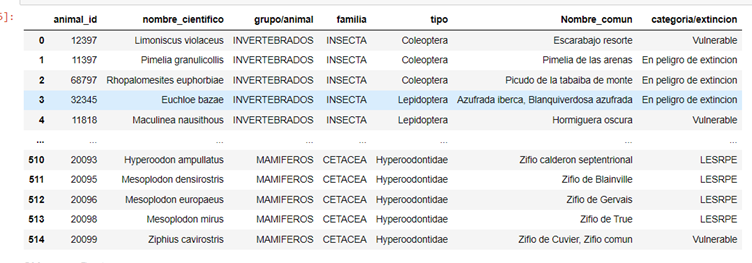 animal_id nombre_cientifico grupo/animal familia tipo Nombre_comun categoria/extincion
0 12397 Limoniscus violaceus INVERTEBRADOS INSECTA Coleoptera Escarabajo resorte Vulnerable
1 11397 Pimelia granulicollis INVERTEBRADOS INSECTA Coleoptera Pimelia de las arenas En peligro de extincion
2 68797 Rhopalomesites euphorbiae INVERTEBRADOS INSECTA Coleoptera Picudo de la tabaiba de monte En peligro de extincion
3 32345 Euchloe bazae INVERTEBRADOS INSECTA Lepidoptera Azufrada iberca, Blanquiverdosa azufrada En peligro de extincion
4 11818 Maculinea nausithous INVERTEBRADOS INSECTA Lepidoptera Hormiguera oscura Vulnerable
... ... ... ... ... ... ... ...
510 20093 Hyperoodon ampullatus MAMIFEROS CETACEA Hyperoodontidae Zifio calderon septentrional LESRPE
511 20095 Mesoplodon densirostris MAMIFEROS CETACEA Hyperoodontidae Zifio de Blainville LESRPE
512 20096 Mesoplodon europaeus MAMIFEROS CETACEA Hyperoodontidae Zifio de Gervais LESRPE
513 20098 Mesoplodon mirus MAMIFEROS CETACEA Hyperoodontidae Zifio de True LESRPE
514 20099 Ziphius cavirostris MAMIFEROS CETACEA Hyperoodontidae Zifio de Cuvier, Zifio comun Vulnerable